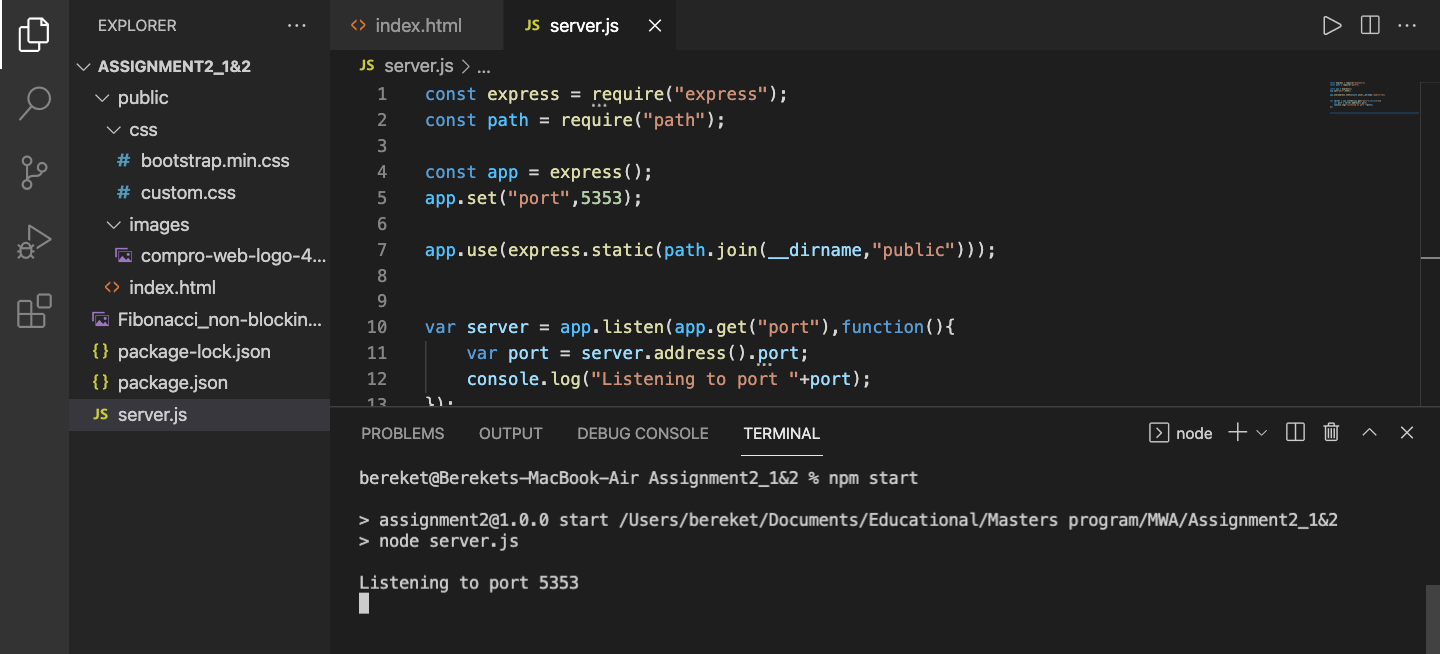 EXPLORER
ASSIGNMENT2_1&2
public
css
# bootstrap.min.css
# custom.css
images
compro-web-logo-4...
<> index.html
Fibonacci_non-blockin...
{} package-lock.json
{} package.json
JS server.js
<> index.html
JS server.js
JS server.js > ...
1 const express = require("express");
2 const path = require("path");
3
4 const app = express();
5 app.set("port",5353);
6
7 app.use(express.static(path.join(__dirname,"public")));
8
9
10 var server = app.listen(app.get("port"),function(){
11 var port = server.address().port;
12 console.log("Listening to port "+port);
13 });
PROBLEMS OUTPUT DEBUG CONSOLE TERMINAL
node
bereket@Berekets-MacBook-Air Assignment2_1&2 % npm start
> assignment2@1.0.0 start /Users/bereket/Documents/Educational/Masters program/MWA/Assignment2_1&2
> node server.js
Listening to port 5353